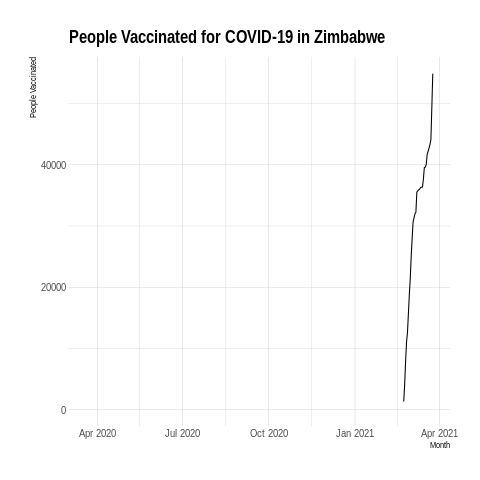 People Vaccinated for COVID-19 in Zimbabwe
People Vaccinated
40000
20000
0
Apr 2020 Jul 2020 Oct 2020 Jan 2021 Apr 2021
Month